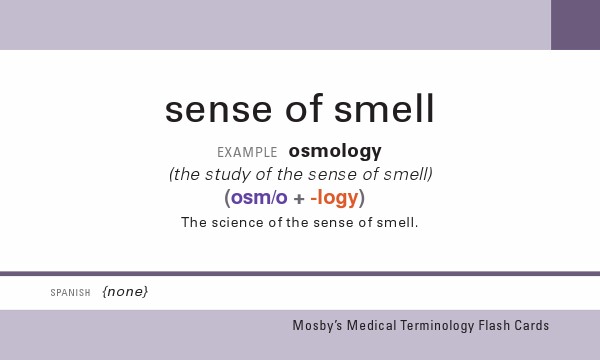 sense of smell
EXAMPLE osmology
(the study of the sense of smell)
(osm/o + -logy)
The science of the sense of smell.
SPANISH {none}
Mosby's Medical Terminology Flash Cards